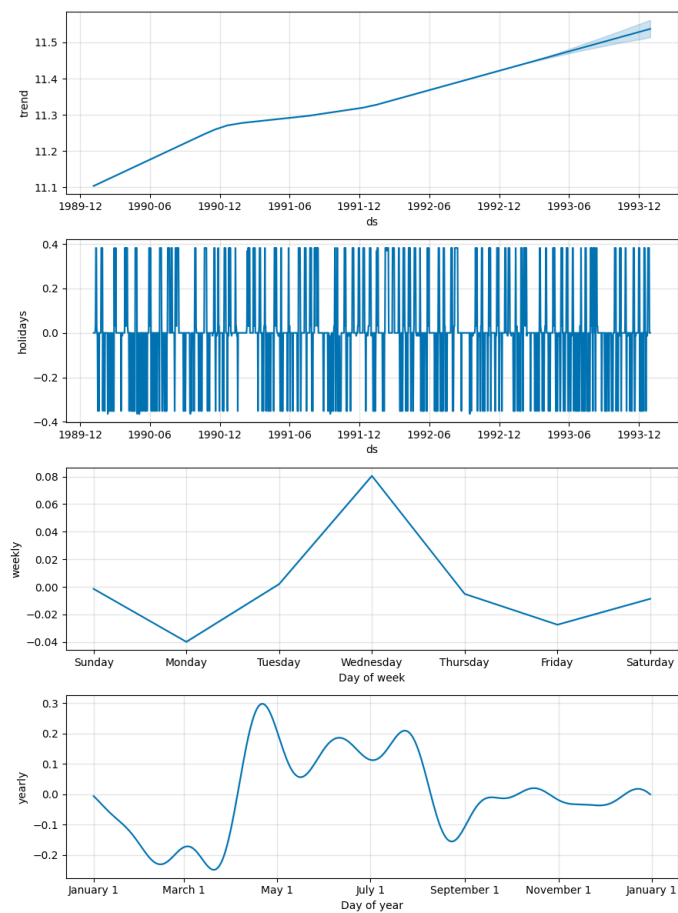 11.5
11.4
11.3
11.2
11.1
trend
1989-12 1990-06 1990-12 1991-06 1991-12 1992-06 1992-12 1993-06 1993-12
ds
0.4
0.2
0.0
−0.2
−0.4
holidays
1989-12 1990-06 1990-12 1991-06 1991-12 1992-06 1992-12 1993-06 1993-12
ds
0.08
0.06
0.04
0.02
0.00
−0.02
−0.04
weekly
Sunday Monday Tuesday Wednesday Thursday Friday Saturday
Day of week
0.3
0.2
0.1
0.0
−0.1
−0.2
yearly
January 1 March 1 May 1 July 1 September 1 November 1 January 1
Day of year